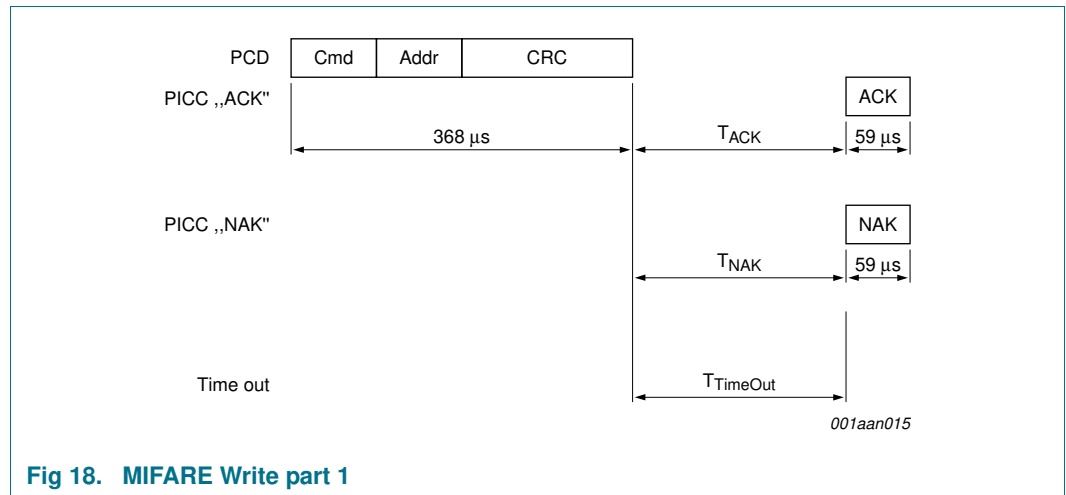 PCD Cmd Addr CRC
PICC ,,ACK" ACK
368 μs TACK 59 μs
PICC ,,NAK" NAK
TNAK 59 μs
Time out TTimeOut
001aan015
Fig 18. MIFARE Write part 1